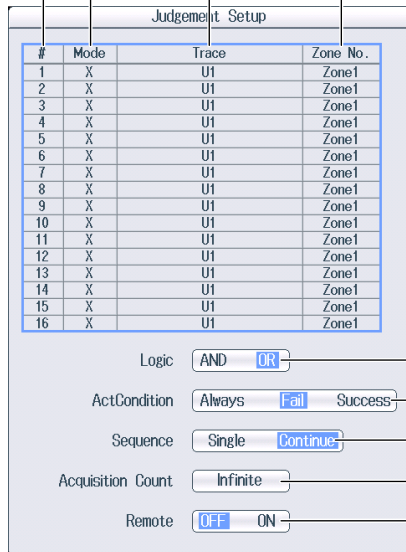 Judgement Setup
# Mode Trace Zone No.
1 X U1 Zone1
2 X U1 Zone1
3 X U1 Zone1
4 X U1 Zone1
5 X U1 Zone1
6 X U1 Zone1
7 X U1 Zone1
8 X U1 Zone1
9 X U1 Zone1
10 X U1 Zone1
11 X U1 Zone1
12 X U1 Zone1
13 X U1 Zone1
14 X U1 Zone1
15 X U1 Zone1
16 X U1 Zone1
Logic AND OR
ActCondition Always Fail Success
Sequence Single Continue
Acquisition Count Infinite
Remote OFF ON